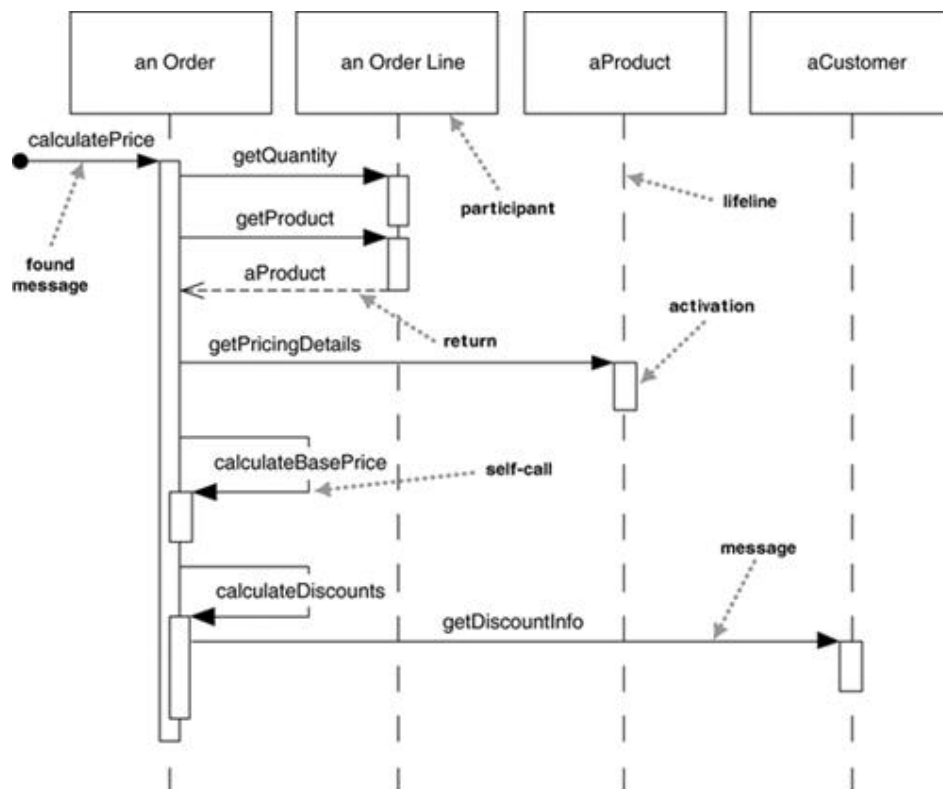 an Order
an Order Line
aProduct
aCustomer
calculatePrice
getQuantity
participant
lifeline
getProduct
found
message
aProduct
activation
return
getPricingDetails
calculateBasePrice
self-call
message
calculateDiscounts
getDiscountInfo